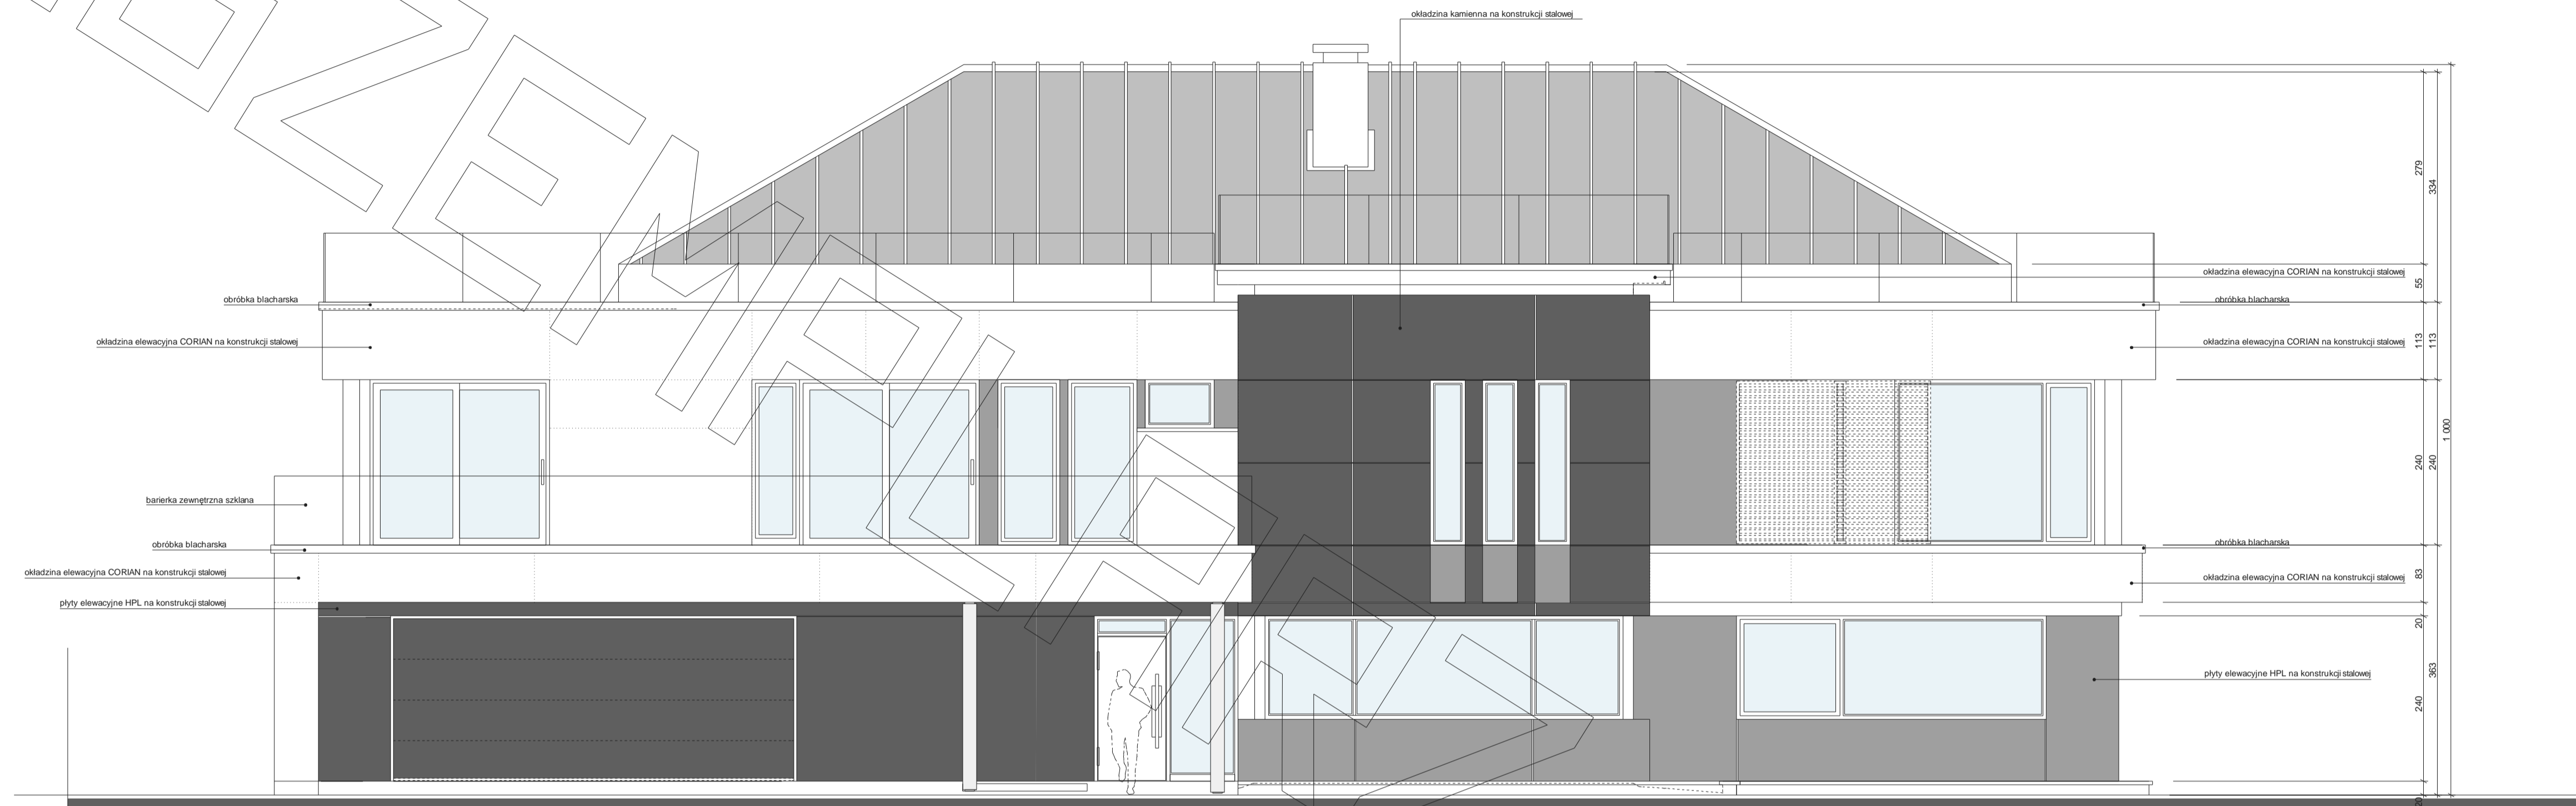 okładzina kamienna na konstrukcji stalowej
279
334
okładzina elewacyjna CORIAN na konstrukcji stalowej
55
obróbka blacharska
obróbka blacharska
okładzina elewacyjna CORIAN na konstrukcji stalowej
okładzina elewacyjna CORIAN na konstrukcji stalowej
113
113
1 000
240
240
barierka zewnętrzna szklana
obróbka blacharska
obróbka blacharska
okładzina elewacyjna CORIAN na konstrukcji stalowej
okładzina elewacyjna CORIAN na konstrukcji stalowej
83
płyty elewacyjne HPL na konstrukcji stalowej
20
363
płyty elewacyjne HPL na konstrukcji stalowej
240
20